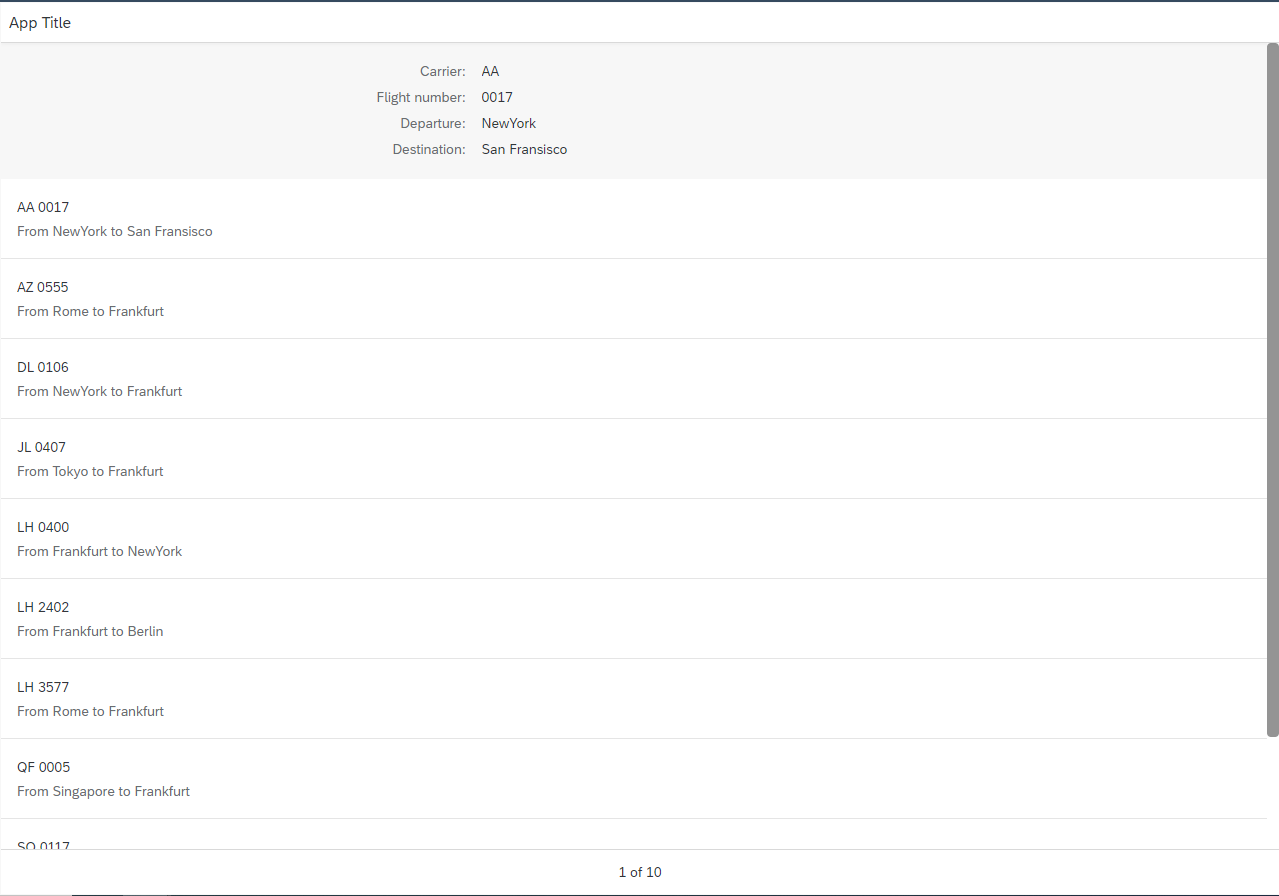 App Title
Carrier: AA
Flight number: 0017
Departure: NewYork
Destination: San Fransisco
AA 0017
From NewYork to San Fransisco
AZ 0555
From Rome to Frankfurt
DL 0106
From NewYork to Frankfurt
JL 0407
From Tokyo to Frankfurt
LH 0400
From Frankfurt to NewYork
LH 2402
From Frankfurt to Berlin
LH 3577
From Rome to Frankfurt
QF 0005
From Singapore to Frankfurt
SQ 0117
1 of 10